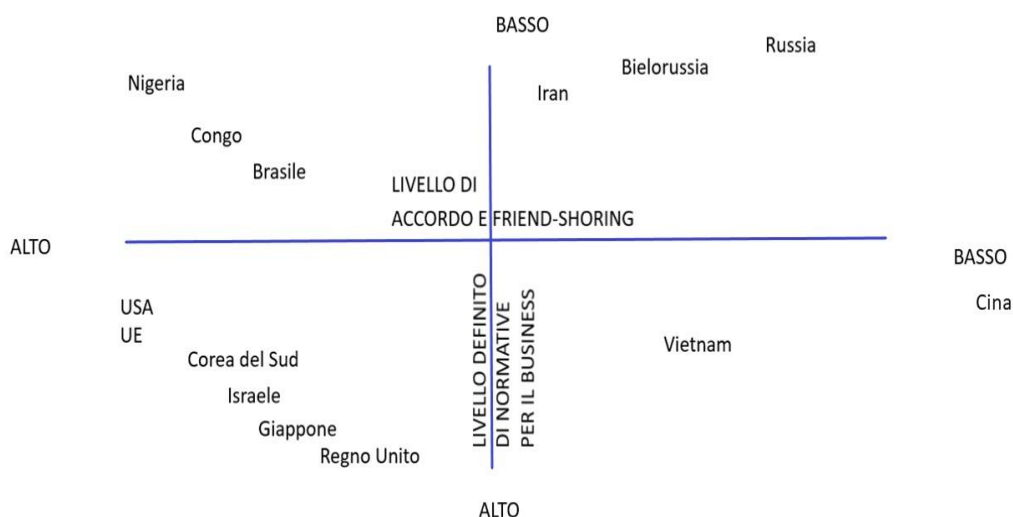 BASSO
Russia
Bielorussia
Nigeria
Iran
Congo
Brasile
LIVELLO DI
ACCORDO E FRIEND-SHORING
ALTO
BASSO
USA
Cina
UE
Vietnam
Corea del Sud
Israele
Giappone
Regno Unito
LIVELLO DEFINITO
DI NORMATIVE
PER IL BUSINESS
ALTO